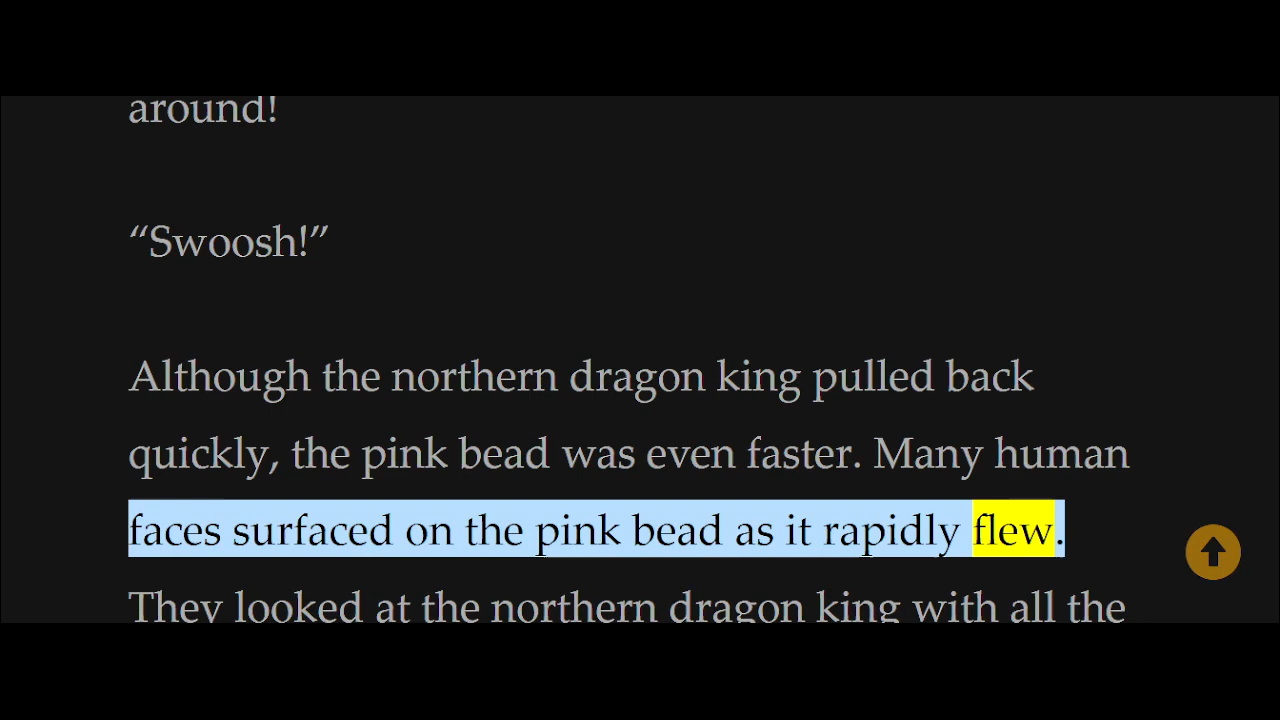 around!
“Swoosh!”
Although the northern dragon king pulled back
quickly, the pink bead was even faster. Many human
faces surfaced on the pink bead as it rapidly flew.
They looked at the northern dragon king with all the